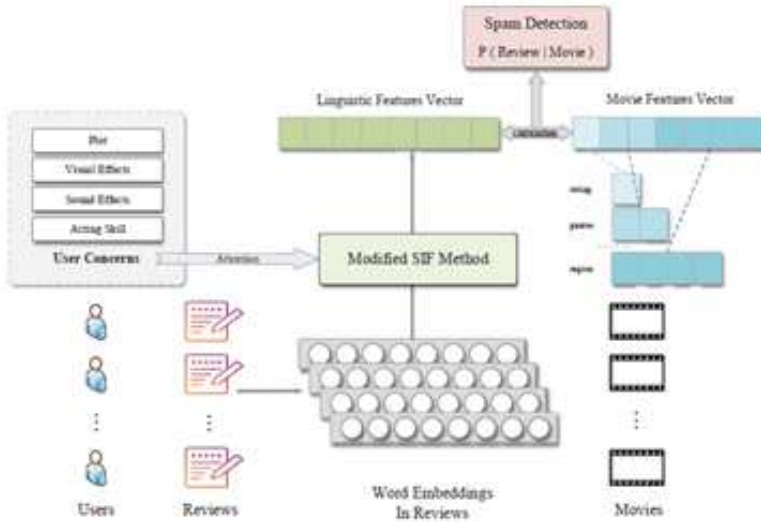 Spam Detection
P ( Review | Movie )
Linguistic Features Vector
Movie Features Vector
Plot
Visual Effects
Sound Effects
Acting Skill
User Concerns
Attention
Modified SIF Method
rating
genre
region
Users
Reviews
Word Embeddings
In Reviews
Movies